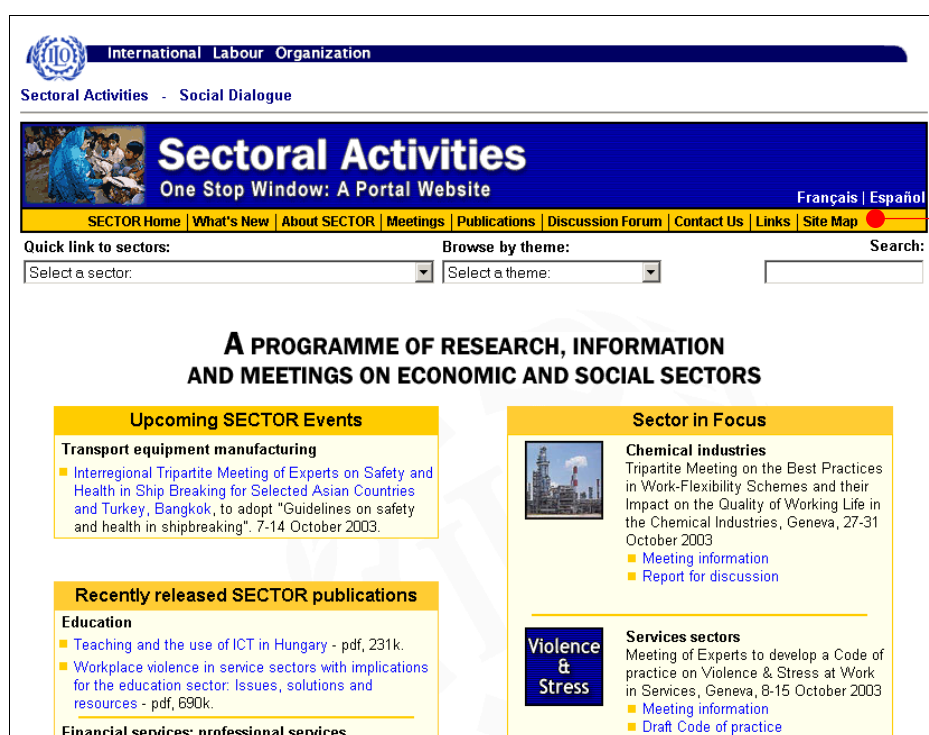 ILO
International Labour Organization
Sectoral Activities - Social Dialogue
Sectoral Activities
One Stop Window: A Portal Website
Français | Español
SECTOR Home | What's New | About SECTOR | Meetings | Publications | Discussion Forum | Contact Us | Links | Site Map
Quick link to sectors:
Browse by theme:
Search:
Select a sector:
Select a theme:
A PROGRAMME OF RESEARCH, INFORMATION
AND MEETINGS ON ECONOMIC AND SOCIAL SECTORS
Upcoming SECTOR Events
Transport equipment manufacturing
Interregional Tripartite Meeting of Experts on Safety and
Health in Ship Breaking for Selected Asian Countries
and Turkey, Bangkok, to adopt "Guidelines on safety
and health in shipbreaking". 7-14 October 2003.
Recently released SECTOR publications
Education
Teaching and the use of ICT in Hungary - pdf, 231k.
Workplace violence in service sectors with implications
for the education sector: Issues, solutions and
resources - pdf, 690k.
Financial services; professional services
Sector in Focus
Chemical industries
Tripartite Meeting on the Best Practices
in Work-Flexibility Schemes and their
Impact on the Quality of Working Life in
the Chemical Industries, Geneva, 27-31
October 2003
Meeting information
Report for discussion
Violence
&
Stress
Services sectors
Meeting of Experts to develop a Code of
practice on Violence & Stress at Work
in Services, Geneva, 8-15 October 2003
Meeting information
Draft Code of practice